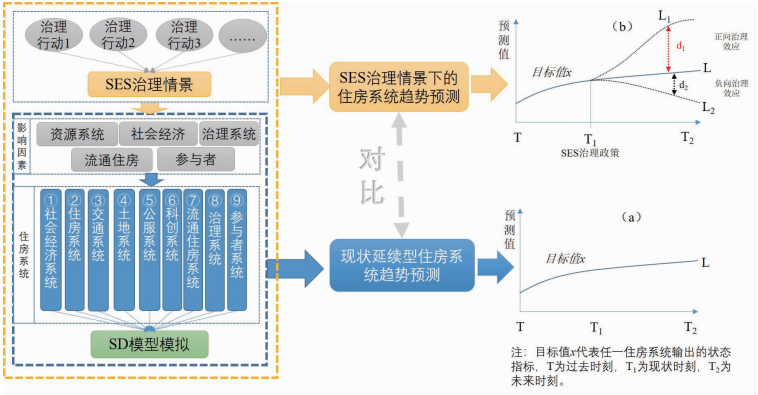 治理
行动1
治理
行动2
治理
行动3
……
SES治理情景
影响因素
资源系统
社会经济
治理系统
流通住房
参与者
住房系统
①社会经济系统
②住房系统
③交通系统
④土地系统
⑤公服系统
⑥科创系统
⑦流通住房系统
⑧治理系统
⑨参与者系统
SD模型模拟
SES治理情景下的
住房系统趋势预测
对比
现状延续型住房系
统趋势预测
预测值
(b)
L1
正向治理
效应
d1
目标值x
L
d2
负向治理
效应
L2
T
T1
T2
SES治理政策
预测值
(a)
目标值x
L
T
T1
T2
注：目标值x代表任一住房系统输出的状态
指标，T为过去时刻，T1为现状时刻，T2为
未来时刻。